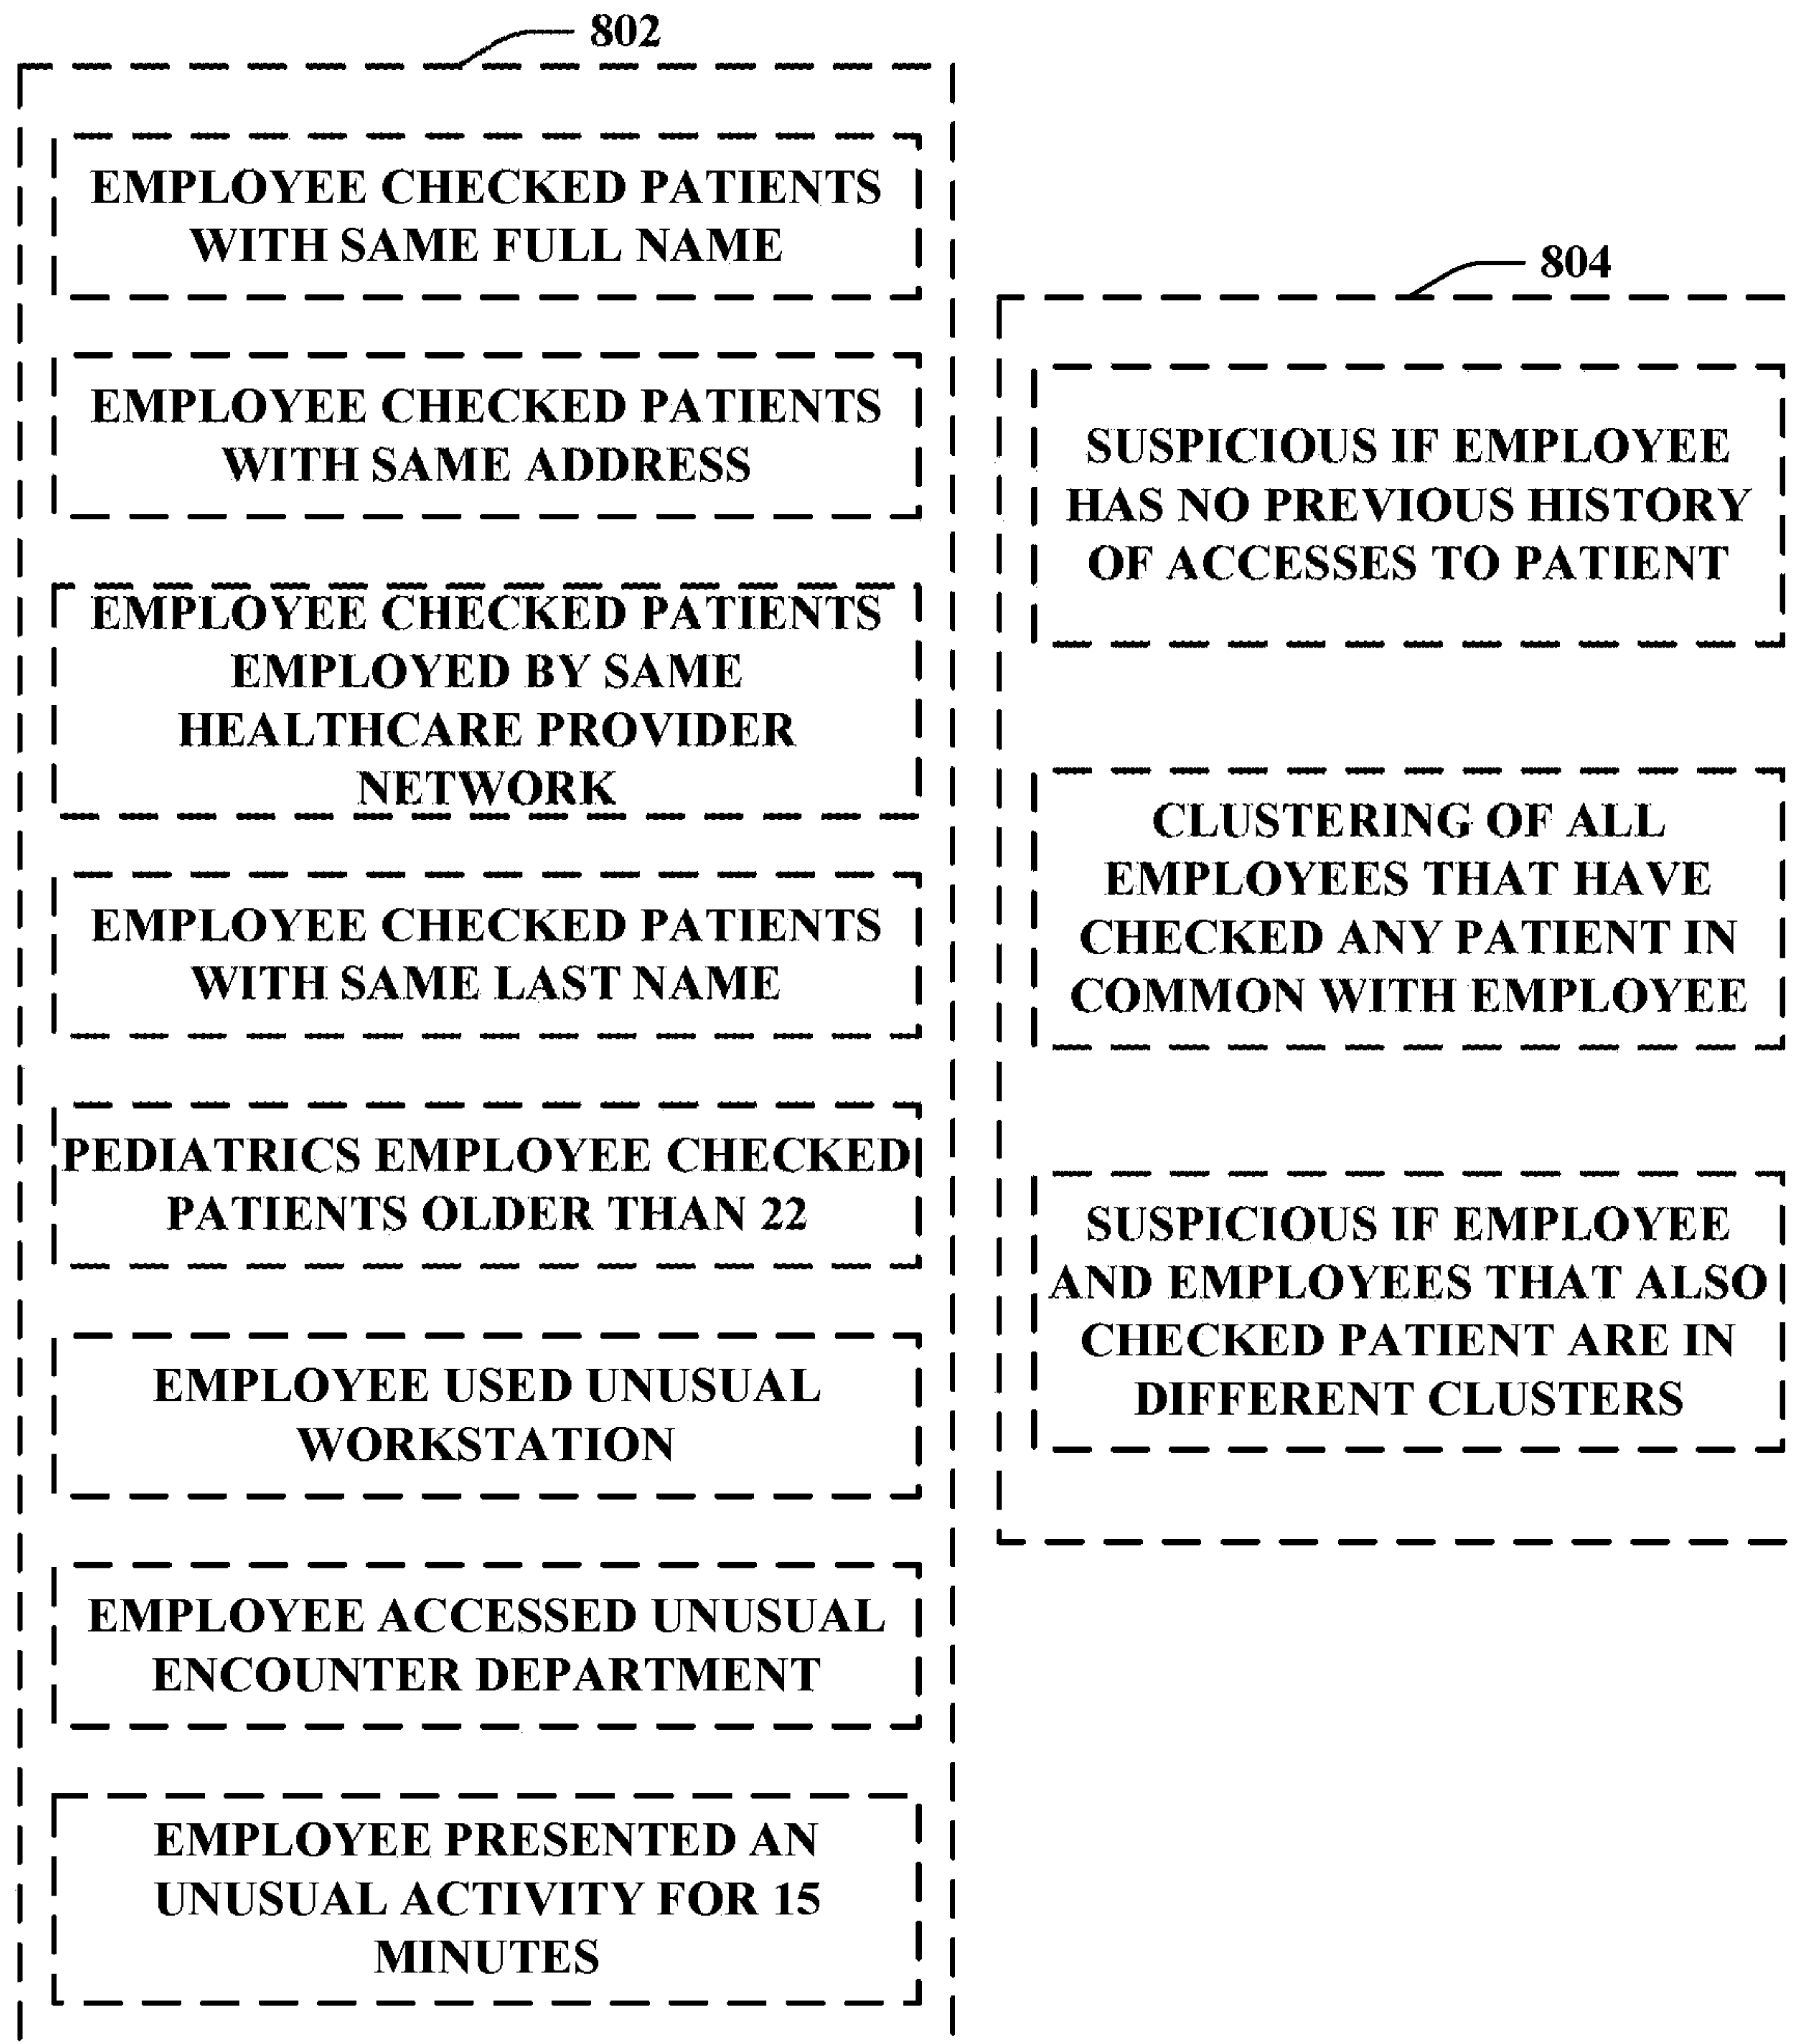 802
EMPLOYEE CHECKED PATIENTS
WITH SAME FULL NAME
EMPLOYEE CHECKED PATIENTS
WITH SAME ADDRESS
EMPLOYEE CHECKED PATIENTS
EMPLOYED BY SAME
HEALTHCARE PROVIDER
NETWORK
EMPLOYEE CHECKED PATIENTS
WITH SAME LAST NAME
PEDIATRICS EMPLOYEE CHECKED
PATIENTS OLDER THAN 22
EMPLOYEE USED UNUSUAL
WORKSTATION
EMPLOYEE ACCESSED UNUSUAL
ENCOUNTER DEPARTMENT
EMPLOYEE PRESENTED AN
UNUSUAL ACTIVITY FOR 15
MINUTES
804
SUSPICIOUS IF EMPLOYEE
HAS NO PREVIOUS HISTORY
OF ACCESSES TO PATIENT
CLUSTERING OF ALL
EMPLOYEES THAT HAVE
CHECKED ANY PATIENT IN
COMMON WITH EMPLOYEE
SUSPICIOUS IF EMPLOYEE
AND EMPLOYEES THAT ALSO
CHECKED PATIENT ARE IN
DIFFERENT CLUSTERS